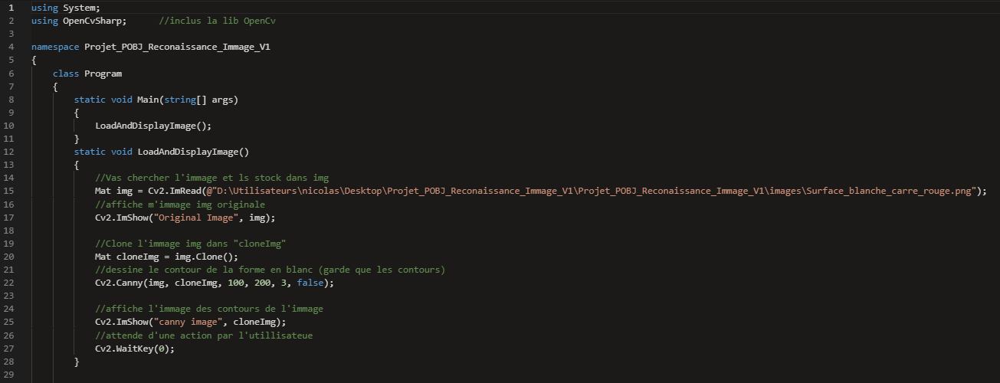 1 using System;
2 using OpenCvSharp; //inclus la lib OpenCv
3
4 namespace Projet_POBJ_Reconaissance_Immage_V1
5 {
6 class Program
7 {
8 static void Main(string[] args)
9 {
10 LoadAndDisplayImage();
11 }
12 static void LoadAndDisplayImage()
13 {
14 //Vas chercher l'immage et ls stock dans img
15 Mat img = Cv2.ImRead(@"D:\Utilisateurs\nicolas\Desktop\Projet_POBJ_Reconaissance_Immage_V1\Projet_POBJ_Reconaissance_Immage_V1\images\Surface_blanche_carre_rouge.png");
16 //affiche m'immage img originale
17 Cv2.ImShow("Original Image", img);
18
19 //Clone l'immage img dans "cloneImg"
20 Mat cloneImg = img.Clone();
21 //dessine le contour de la forme en blanc (garde que les contours)
22 Cv2.Canny(img, cloneImg, 100, 200, 3, false);
23
24 //affiche l'immage des contours de l'immage
25 Cv2.ImShow("canny image", cloneImg);
26 //attende d'une action par l'utillisateue
27 Cv2.WaitKey(0);
28 }
29